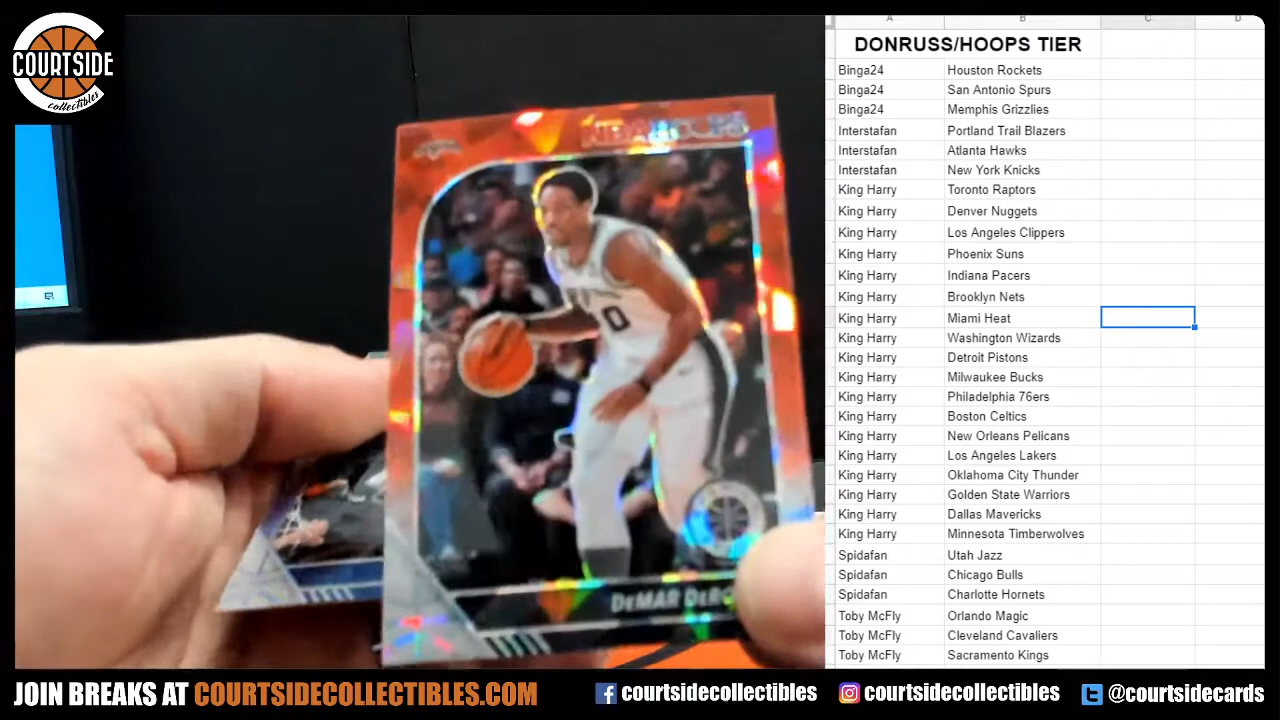 COURTSIDE
collectibles
NBA HOOPS
0
DEMAR
A B C D
DONRUSS/HOOPS TIER
Binga24 Houston Rockets
Binga24 San Antonio Spurs
Binga24 Memphis Grizzlies
Interstafan Portland Trail Blazers
Interstafan Atlanta Hawks
Interstafan New York Knicks
King Harry Toronto Raptors
King Harry Denver Nuggets
King Harry Los Angeles Clippers
King Harry Phoenix Suns
King Harry Indiana Pacers
King Harry Brooklyn Nets
King Harry Miami Heat
King Harry Washington Wizards
King Harry Detroit Pistons
King Harry Milwaukee Bucks
King Harry Philadelphia 76ers
King Harry Boston Celtics
King Harry New Orleans Pelicans
King Harry Los Angeles Lakers
King Harry Oklahoma City Thunder
King Harry Golden State Warriors
King Harry Dallas Mavericks
King Harry Minnesota Timberwolves
Spidafan Utah Jazz
Spidafan Chicago Bulls
Spidafan Charlotte Hornets
Toby McFly Orlando Magic
Toby McFly Cleveland Cavaliers
Toby McFly Sacramento Kings
JOIN BREAKS AT COURTSIDECOLLECTIBLES.COM
courtsidecollectibles
courtsidecollectibles
@courtsidecards